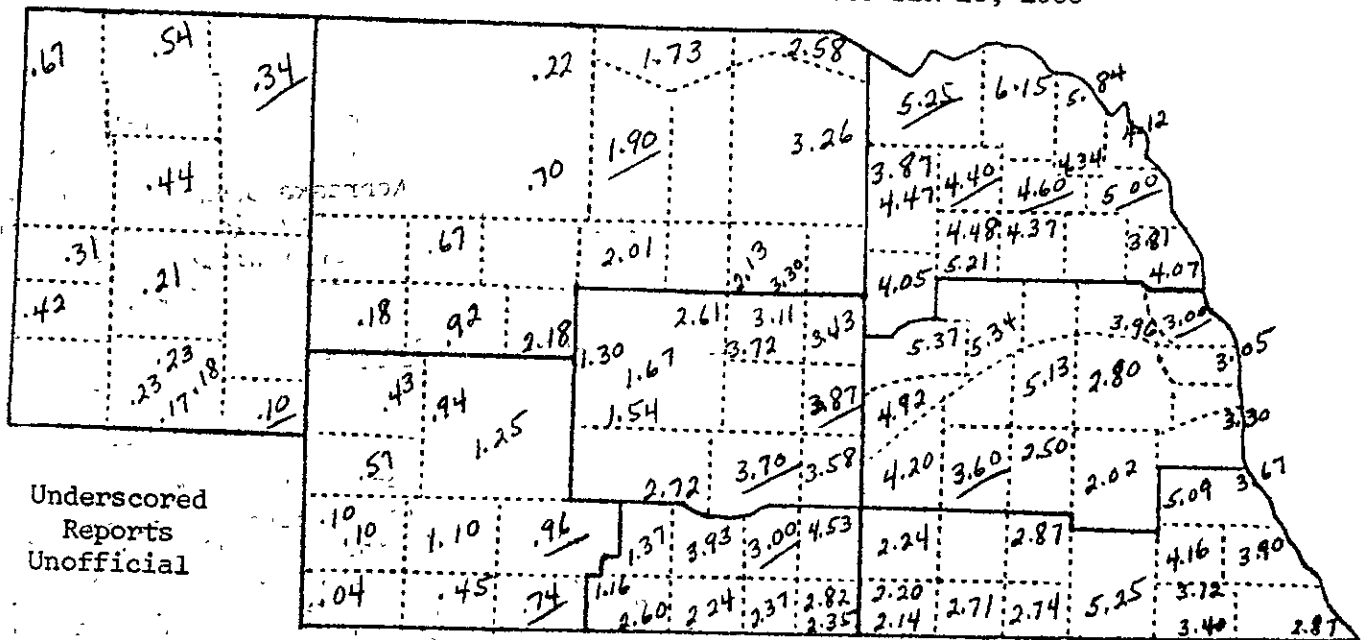 .67 .54 .34 .22 1.73 2.58 5.25 6.15 5.84 4.12
.44 .70 1.90 3.26 3.87 4.47 4.40 4.34 4.60 5.00
.31 .21 .67 2.01 2.13 3.30 4.48 4.37 3.87
4.05 5.21 4.07
.42 .18 .92 2.18 2.61 3.11 3.43 5.37 5.34 3.96 3.00
1.30 1.67 3.72 3.05
.23 .23 .17 .18 .10 .43 .94 1.54 3.87 4.92 5.13 2.80 3.30
.57 1.25 2.72 3.70 3.58 4.20 3.60 2.50 2.02 5.09 3.67
Underscored
Reports
Unofficial
.10 .10 1.10 .96 1.37 3.93 3.00 4.53 2.24 2.87 4.16 3.90
.04 .45 .74 1.16 2.60 2.24 2.37 2.82 2.35 2.20 2.14 2.71 2.74 5.25 3.72 3.40 2.87